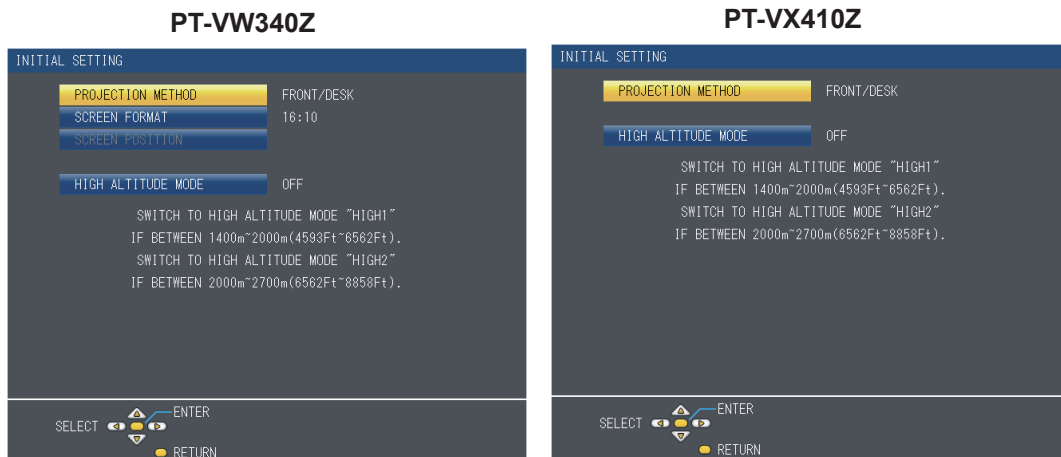 PT-VW340Z
INITIAL SETTING
PROJECTION METHOD FRONT/DESK
SCREEN FORMAT 16:10
SCREEN POSITION
HIGH ALTITUDE MODE OFF
SWITCH TO HIGH ALTITUDE MODE "HIGH1"
IF BETWEEN 1400m~2000m(4593Ft~6562Ft).
SWITCH TO HIGH ALTITUDE MODE "HIGH2"
IF BETWEEN 2000m~2700m(6562Ft~8858Ft).
ENTER
SELECT
RETURN
PT-VX410Z
INITIAL SETTING
PROJECTION METHOD FRONT/DESK
HIGH ALTITUDE MODE OFF
SWITCH TO HIGH ALTITUDE MODE "HIGH1"
IF BETWEEN 1400m~2000m(4593Ft~6562Ft).
SWITCH TO HIGH ALTITUDE MODE "HIGH2"
IF BETWEEN 2000m~2700m(6562Ft~8858Ft).
ENTER
SELECT
RETURN